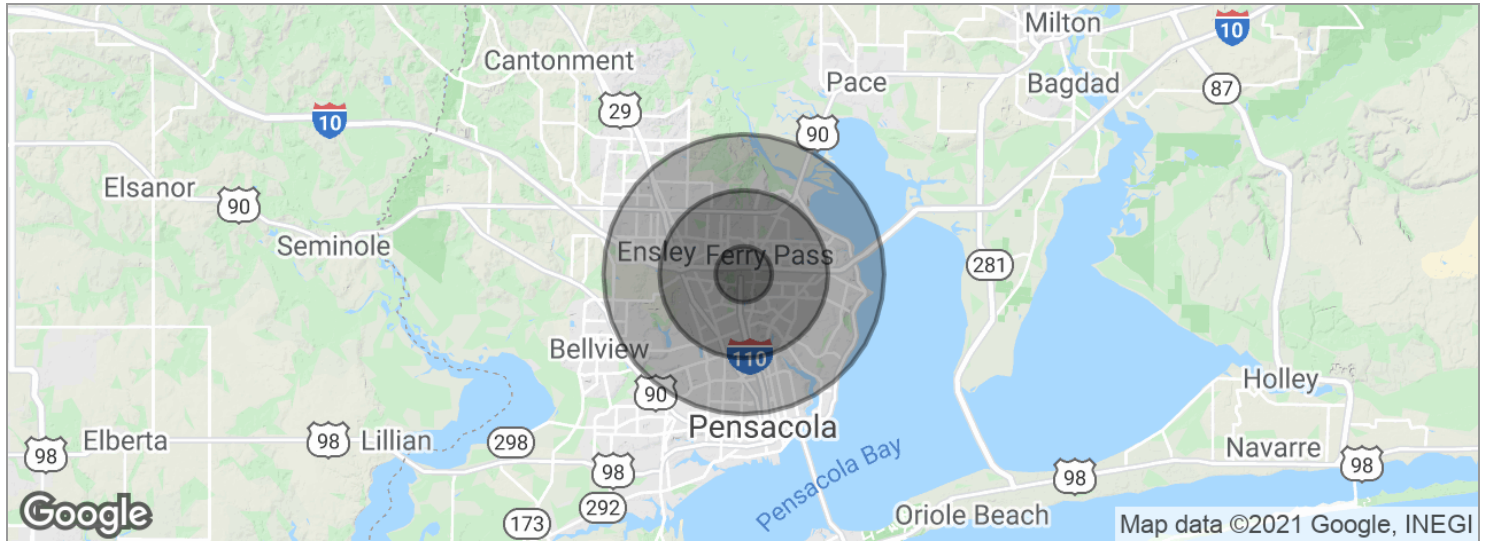 Milton
10
Cantonment
Pace
Bagdad
87
29
10
90
Elsanor
90
Seminole
Ensley
Ferry Pass
281
Bellview
110
90
Holley
Pensacola
Elberta
98
Lillian
298
98
98
98
Navarre
98
Pensacola Bay
292
173
Oriole Beach
Google
Map data ©2021 Google, INEGI